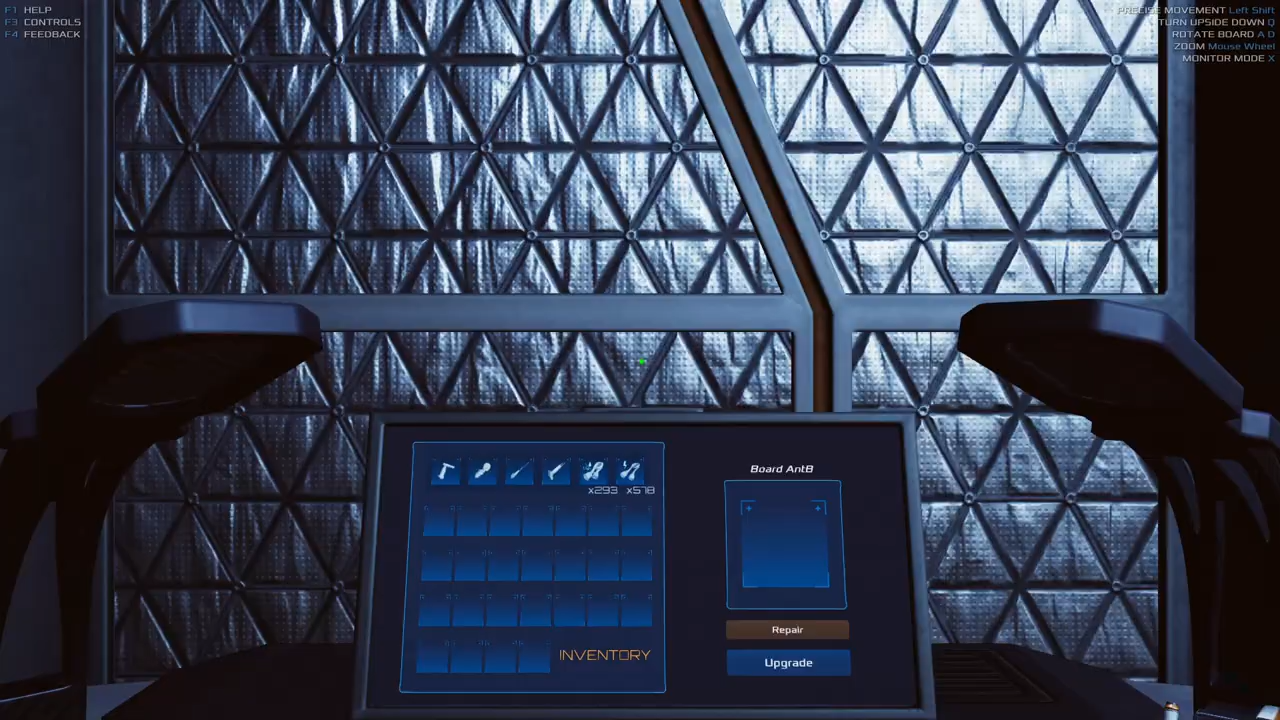 F1 HELP
F3 CONTROLS
F4 FEEDBACK
PRECISE MOVEMENT Left Shift
TURN UPSIDE DOWN Q
ROTATE BOARD A D
ZOOM Mouse Wheel
MONITOR MODE X
Board AntB
x293 x578
Repair
INVENTORY
Upgrade